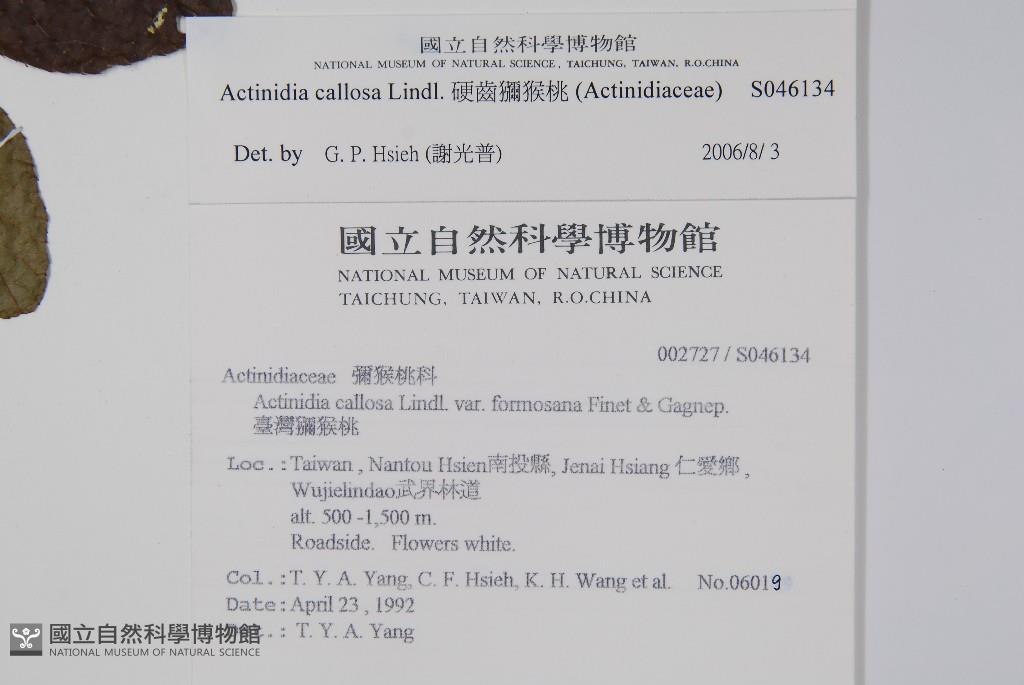 國立自然科學博物館
NATIONAL MUSEUM OF NATURAL SCIENCE, TAICHUNG, TAIWAN, R.O.CHINA
Actinidia callosa Lindl. 硬齒獼猴桃 (Actinidiaceae) S046134
Det. by G. P. Hsieh (謝光普) 2006/8/ 3
國立自然科學博物館
NATIONAL MUSEUM OF NATURAL SCIENCE
TAICHUNG, TAIWAN, R.O.CHINA
002727 / S046134
Actinidiaceae 獼猴桃科
Actinidia callosa Lindl. var. formosana Finet & Gagnep.
臺灣獼猴桃
Loc.: Taiwan , Nantou Hsien南投縣, Jenai Hsiang 仁愛鄉 ,
Wujielindao武界林道
alt. 500 -1,500 m.
Roadside. Flowers white.
Col.: T. Y. A. Yang, C. F. Hsieh, K. H. Wang et al. No.06019
Date: April 23 , 1992
T. Y. A. Yang
國立自然科學博物館
NATIONAL MUSEUM OF NATURAL SCIENCE